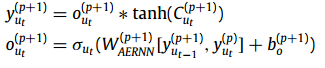 y_{u_t}^{(p+1)} = o_{u_t}^{(p+1)} * tanh(C_{u_t}^{(p+1)})
o_{u_t}^{(p+1)} = σ_{u_t}(W_{AERNN}^{(p+1)}[y_{u_{t-1}}^{(p+1)}, y_{u_t}^{(p)}] + b_o^{(p+1)})